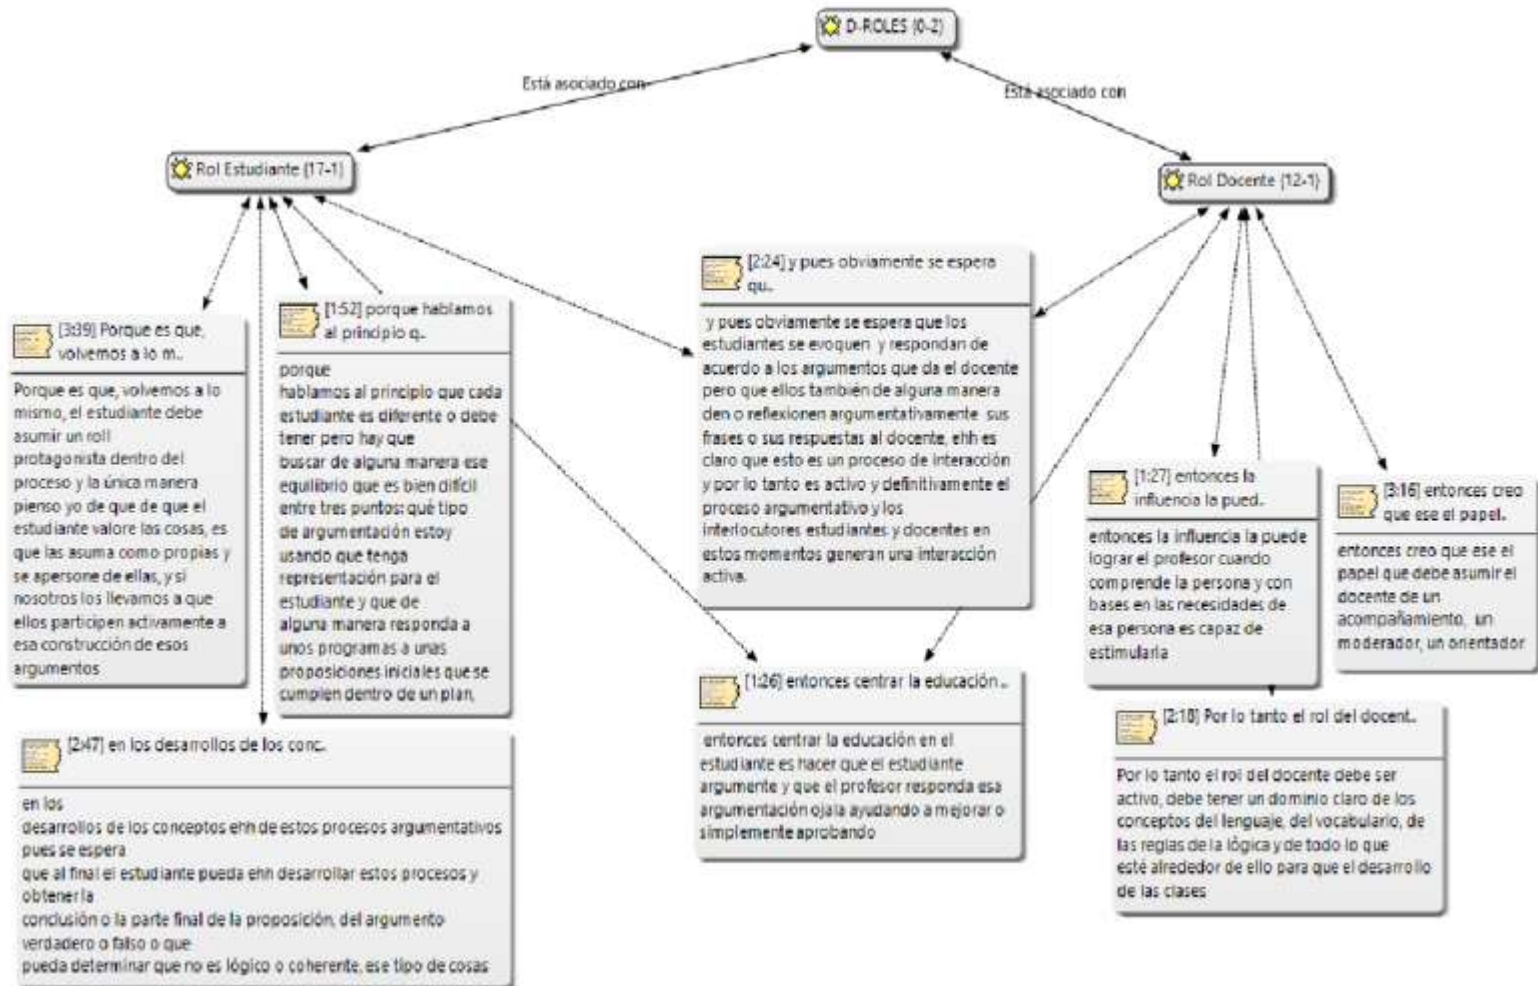 D-ROLES {0-2}
Está asociado con
Está asociado con
Rol Estudiante {17-1}
Rol Docente {12-1}
[3:39] Porque es que,
volvemos a lo m..
Porque es que, volvemos a lo
mismo, el estudiante debe
asumir un roll
protagonista dentro del
proceso y la única manera
pienso yo de que de que el
estudiante valore las cosas, es
que las asuma como propias y
se apersone de ellas, y si
nosotros los llevamos a que
ellos participen activamente a
esa construcción de esos
argumentos
[1:52] porque hablamos
al principio q..
porque
hablamos al principio que cada
estudiante es diferente o debe
tener pero hay que
buscar de alguna manera ese
equilibrio que es bien difícil
entre tres puntos: qué tipo
de argumentación estoy
usando que tenga
representación para el
estudiante y que de
alguna manera responda a
unos programas a unas
proposiciones iniciales que se
cumplen dentro de un plan,
[2:24] y pues obviamente se espera
qu..
y pues obviamente se espera que los
estudiantes se evoquen y respondan de
acuerdo a los argumentos que da el docente
pero que ellos también de alguna manera
den o reflexionen argumentativamente sus
frases o sus respuestas al docente, ehh es
claro que esto es un proceso de interacción
y por lo tanto es activo y definitivamente el
proceso argumentativo y los
interlocutores estudiantes y docentes en
estos momentos generan una interacción
activa.
[1:27] entonces la
influencia la pued..
entonces la influencia la puede
lograr el profesor cuando
comprende la persona y con
bases en las necesidades de
esa persona es capaz de
estimularla
[3:16] entonces creo
que ese el papel..
entonces creo que ese el
papel que debe asumir el
docente de un
acompañamiento, un
moderador, un orientador
[2:47] en los desarrollos de los conc..
en los
desarrollos de los conceptos ehh de estos procesos argumentativos
pues se espera
que al final el estudiante pueda ehh desarrollar estos procesos y
obtener la
conclusión o la parte final de la proposición, del argumento
verdadero o falso o que
pueda determinar que no es lógico o coherente, ese tipo de cosas
[1:26] entonces centrar la educación ..
entonces centrar la educación en el
estudiante es hacer que el estudiante
argumente y que el profesor responda esa
argumentación ojala ayudando a mejorar o
simplemente aprobando
[2:18] Por lo tanto el rol del docent..
Por lo tanto el rol del docente debe ser
activo, debe tener un dominio claro de los
conceptos del lenguaje, del vocabulario, de
las reglas de la lógica y de todo lo que
esté alrededor de ello para que el desarrollo
de las clases